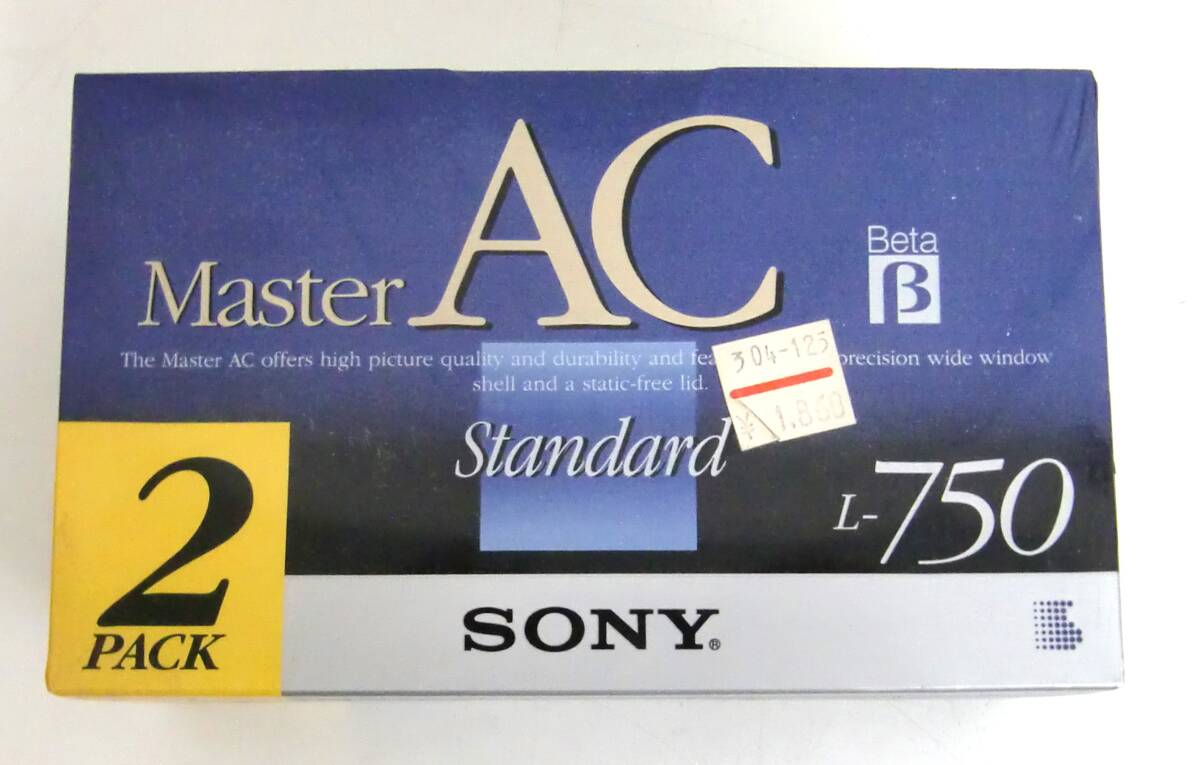 Master AC
Beta
β
The Master AC offers high picture quality and durability and fea precision wide window
shell and a static-free lid.
304-123
¥ 1,860
Standard
L-750
2
PACK
SONY®